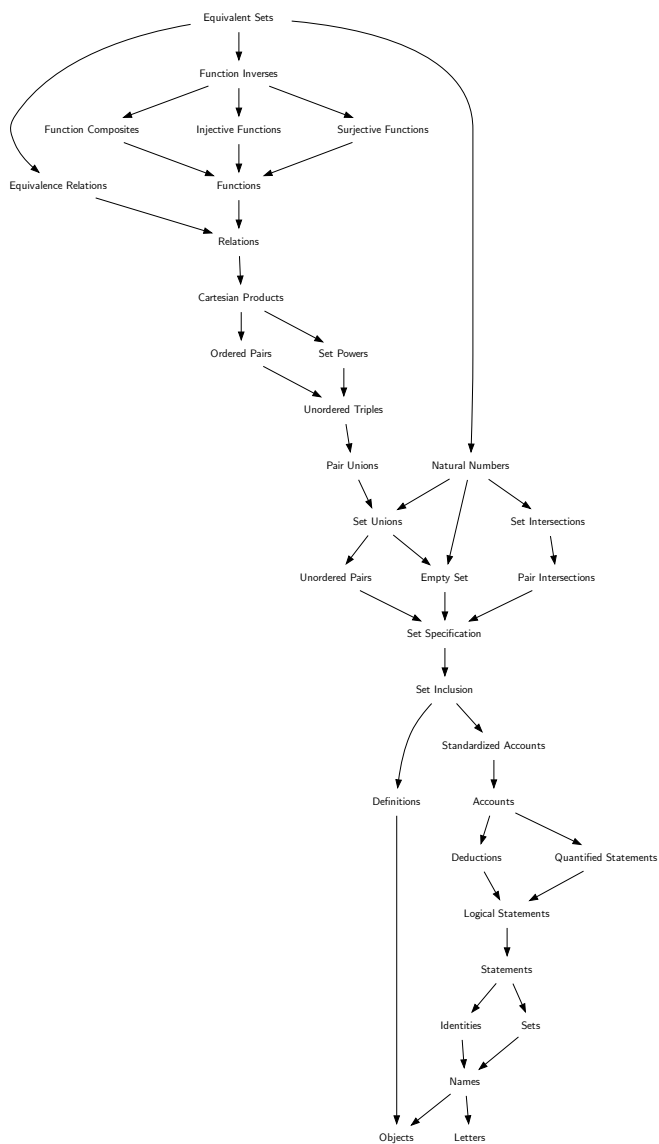 Equivalent Sets
Function Inverses
Function Composites
Injective Functions
Surjective Functions
Equivalence Relations
Functions
Relations
Cartesian Products
Ordered Pairs
Set Powers
Unordered Triples
Pair Unions
Natural Numbers
Set Unions
Set Intersections
Unordered Pairs
Empty Set
Pair Intersections
Set Specification
Set Inclusion
Standardized Accounts
Definitions
Accounts
Deductions
Quantified Statements
Logical Statements
Statements
Identities
Sets
Names
Objects
Letters